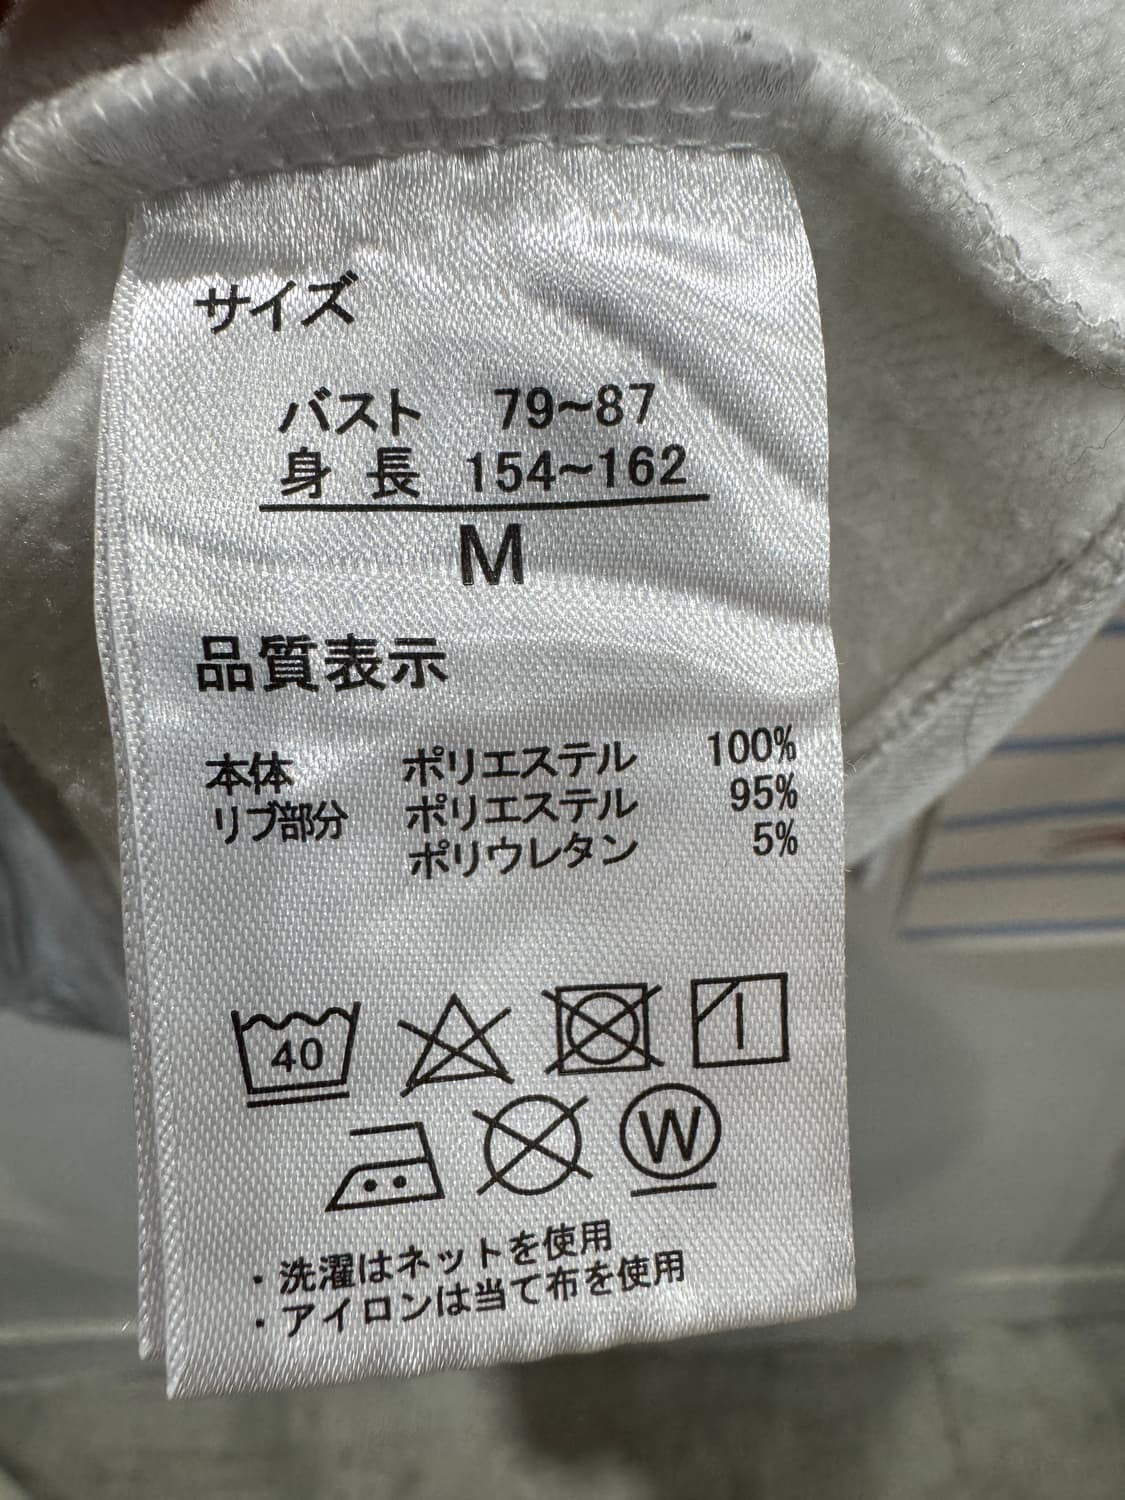 サイズ
バスト 79~87
身 長 154~162
M
品質表示
本体 ポリエステル 100%
リブ部分 ポリエステル 95%
ポリウレタン 5%
40
W
・洗濯はネットを使用
・アイロンは当て布を使用